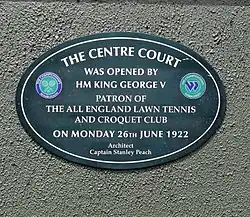 THE CENTRE COURT
WAS OPENED BY
HM KING GEORGE V
PATRON OF
THE ALL ENGLAND LAWN TENNIS
AND CROQUET CLUB
ON MONDAY 26TH JUNE 1922
Architect
Captain Stanley Peach